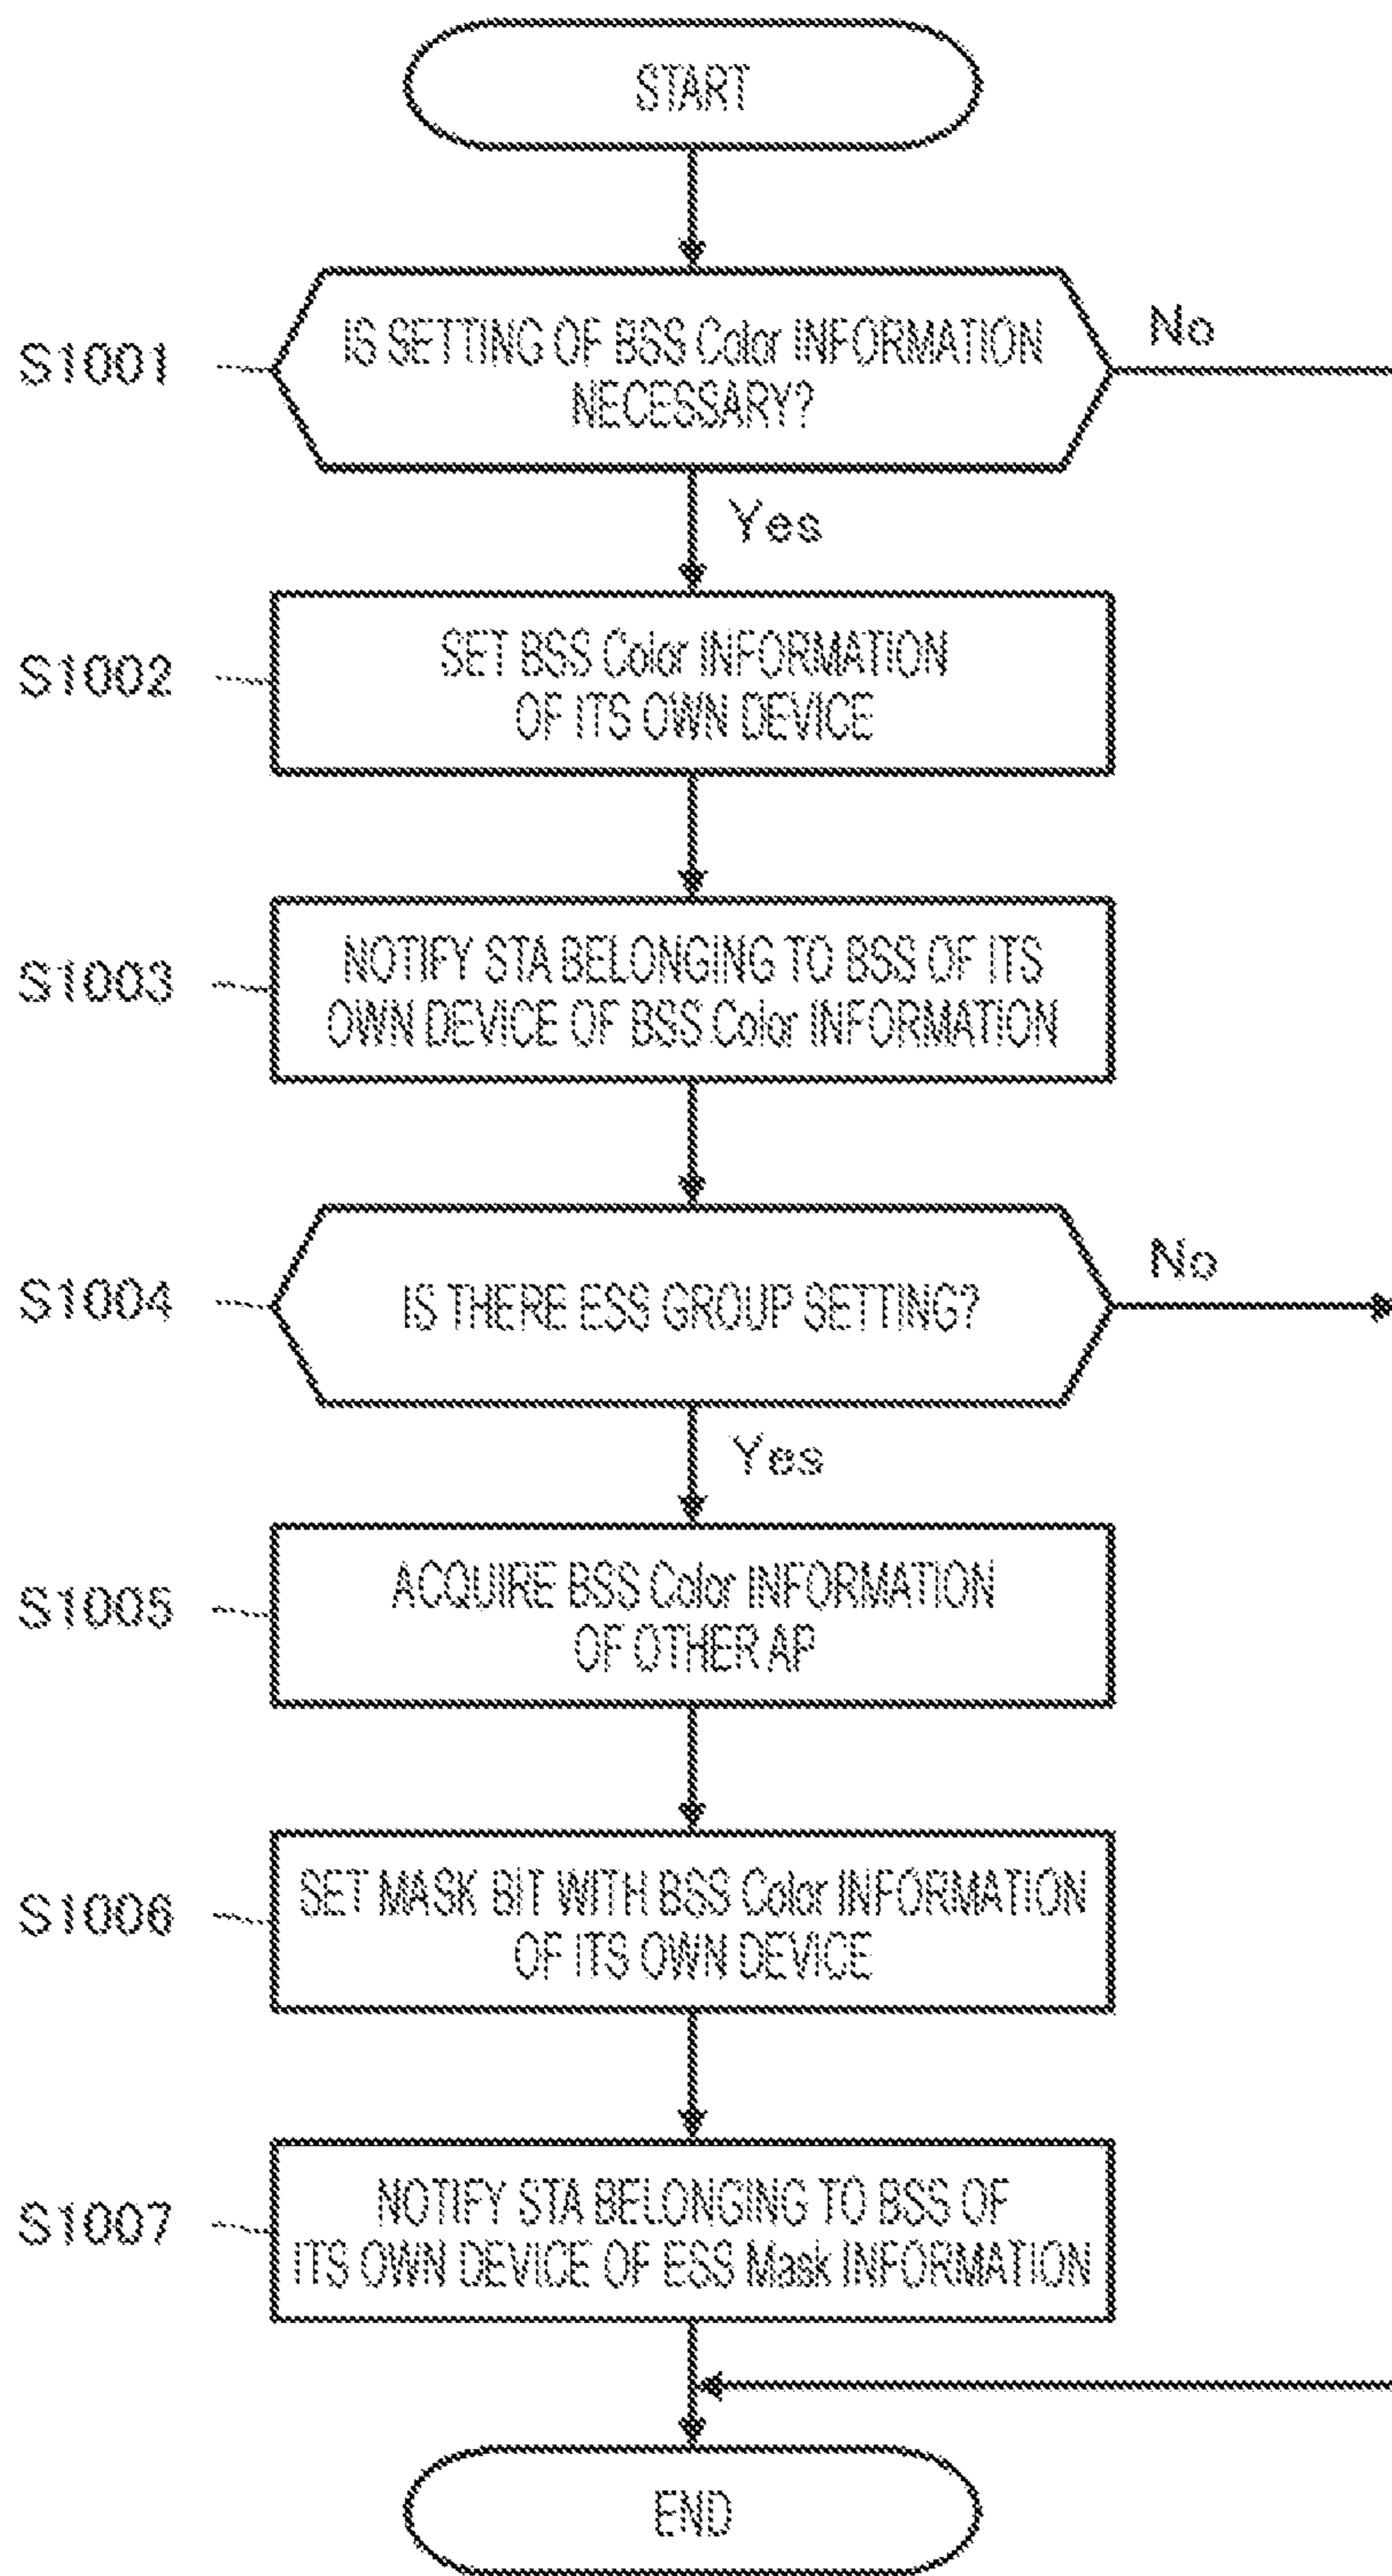 START
S1001
IS SETTING OF BSS Color INFORMATION
NECESSARY?
No
Yes
S1002
SET BSS Color INFORMATION
OF ITS OWN DEVICE
S1003
NOTIFY STA BELONGING TO BSS OF ITS
OWN DEVICE OF BSS Color INFORMATION
S1004
IS THERE ESS GROUP SETTING?
No
Yes
S1005
ACQUIRE BSS Color INFORMATION
OF OTHER AP
S1006
SET MASK BIT WITH BSS Color INFORMATION
OF ITS OWN DEVICE
S1007
NOTIFY STA BELONGING TO BSS OF
ITS OWN DEVICE OF ESS Mask INFORMATION
END